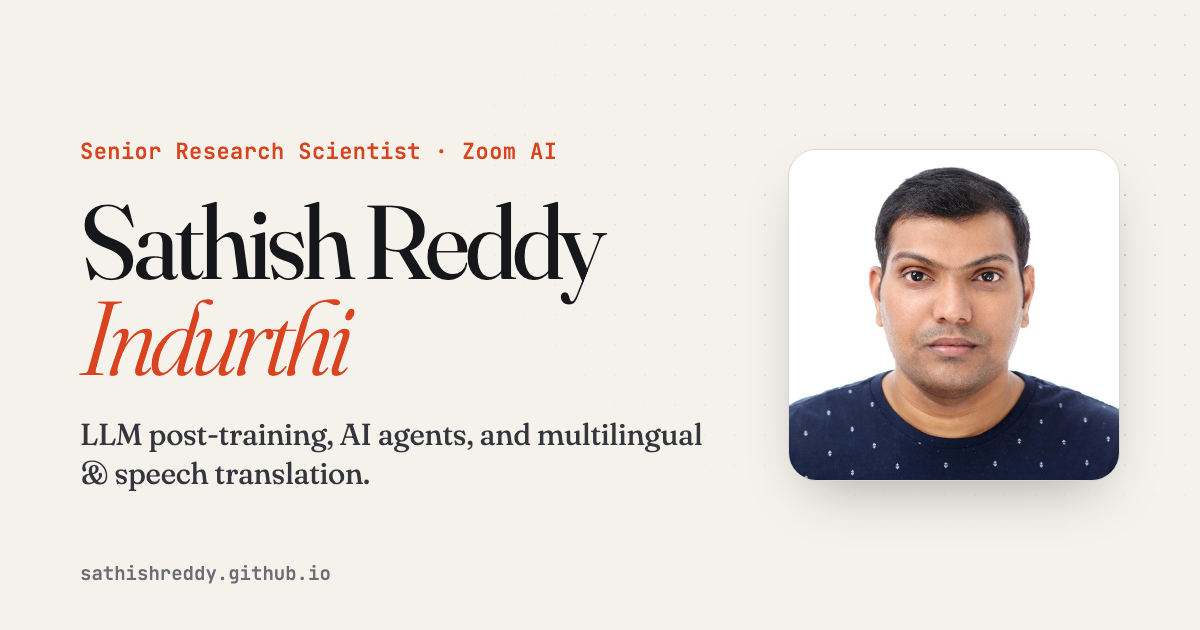 Senior Research Scientist · Zoom AI
Sathish Reddy
Indurthi
LLM post-training, AI agents, and multilingual
& speech translation.
sathishreddy.github.io